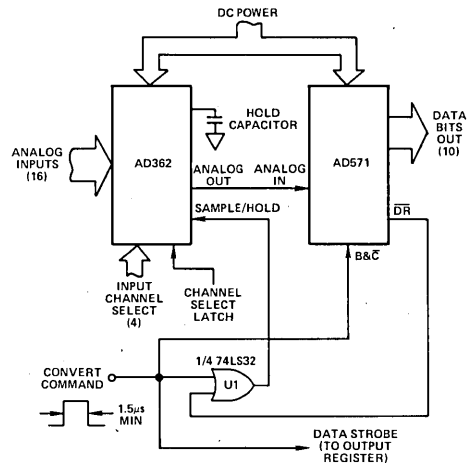 DC POWER
HOLD
CAPACITOR
DATA
BITS
OUT
(10)
ANALOG
INPUTS
(16)
AD362
AD571
ANALOG
OUT
ANALOG
IN
SAMPLE/HOLD
D̅R̅
B&C̅
INPUT
CHANNEL
SELECT
(4)
CHANNEL
SELECT
LATCH
1/4 74LS32
CONVERT
COMMAND
U1
1.5μs
MIN
DATA STROBE
(TO OUTPUT
REGISTER)